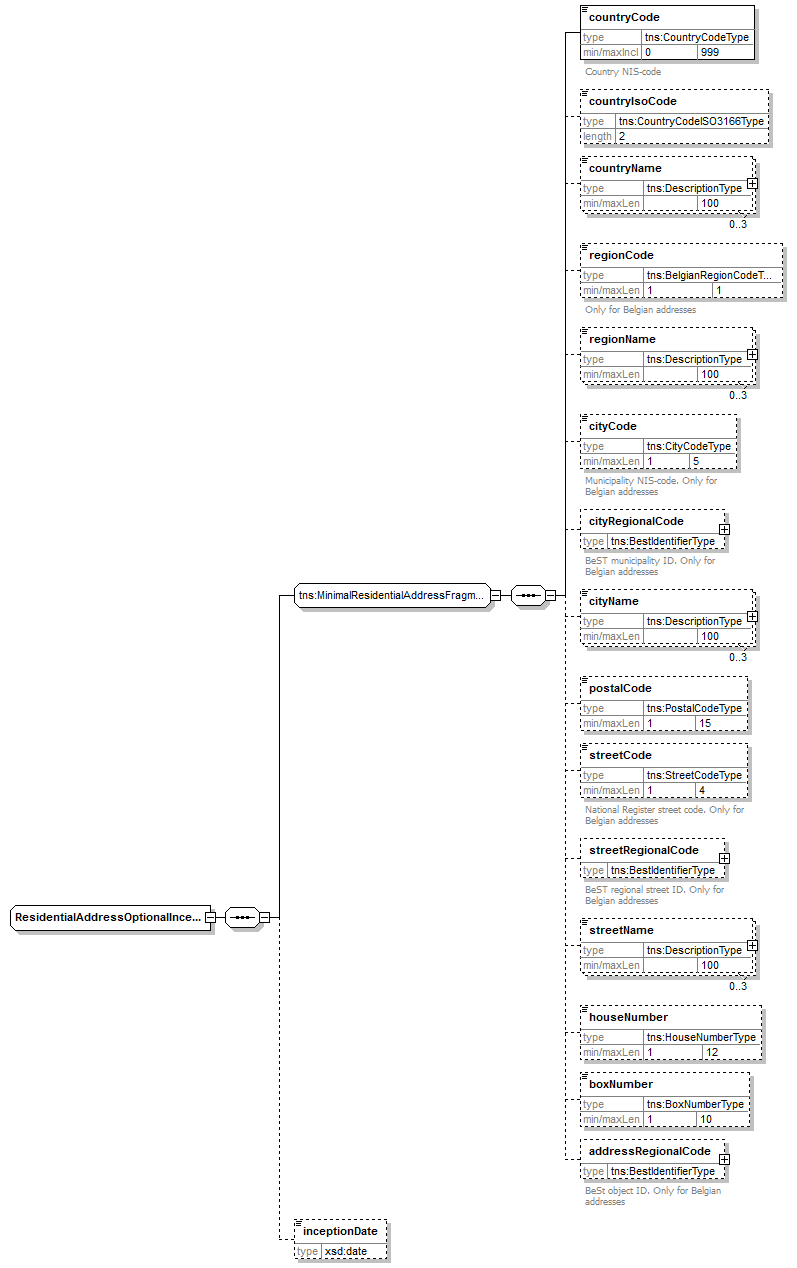 countryCode
type tns:CountryCodeType
min/maxIncl 0 999
Country NIS-code
countryIsoCode
type tns:CountryCodeISO3166Type
length 2
countryName
type tns:DescriptionType
min/maxLen 100
0..3
regionCode
type tns:BelgianRegionCodeT...
min/maxLen 1 1
Only for Belgian addresses
regionName
type tns:DescriptionType
min/maxLen 100
0..3
cityCode
type tns:CityCodeType
min/maxLen 1 5
Municipality NIS-code. Only for
Belgian addresses
cityRegionalCode
type tns:BestIdentifierType
BeST municipality ID. Only for
Belgian addresses
tns:MinimalResidentialAddressFragm...
cityName
type tns:DescriptionType
min/maxLen 100
0..3
postalCode
type tns:PostalCodeType
min/maxLen 1 15
streetCode
type tns:StreetCodeType
min/maxLen 1 4
National Register street code. Only for
Belgian addresses
streetRegionalCode
type tns:BestIdentifierType
BeST regional street ID. Only for
Belgian addresses
ResidentialAddressOptionalInce...
streetName
type tns:DescriptionType
min/maxLen 100
0..3
houseNumber
type tns:HouseNumberType
min/maxLen 1 12
boxNumber
type tns:BoxNumberType
min/maxLen 1 10
addressRegionalCode
type tns:BestIdentifierType
BeSt object ID. Only for Belgian
addresses
inceptionDate
type xsd:date